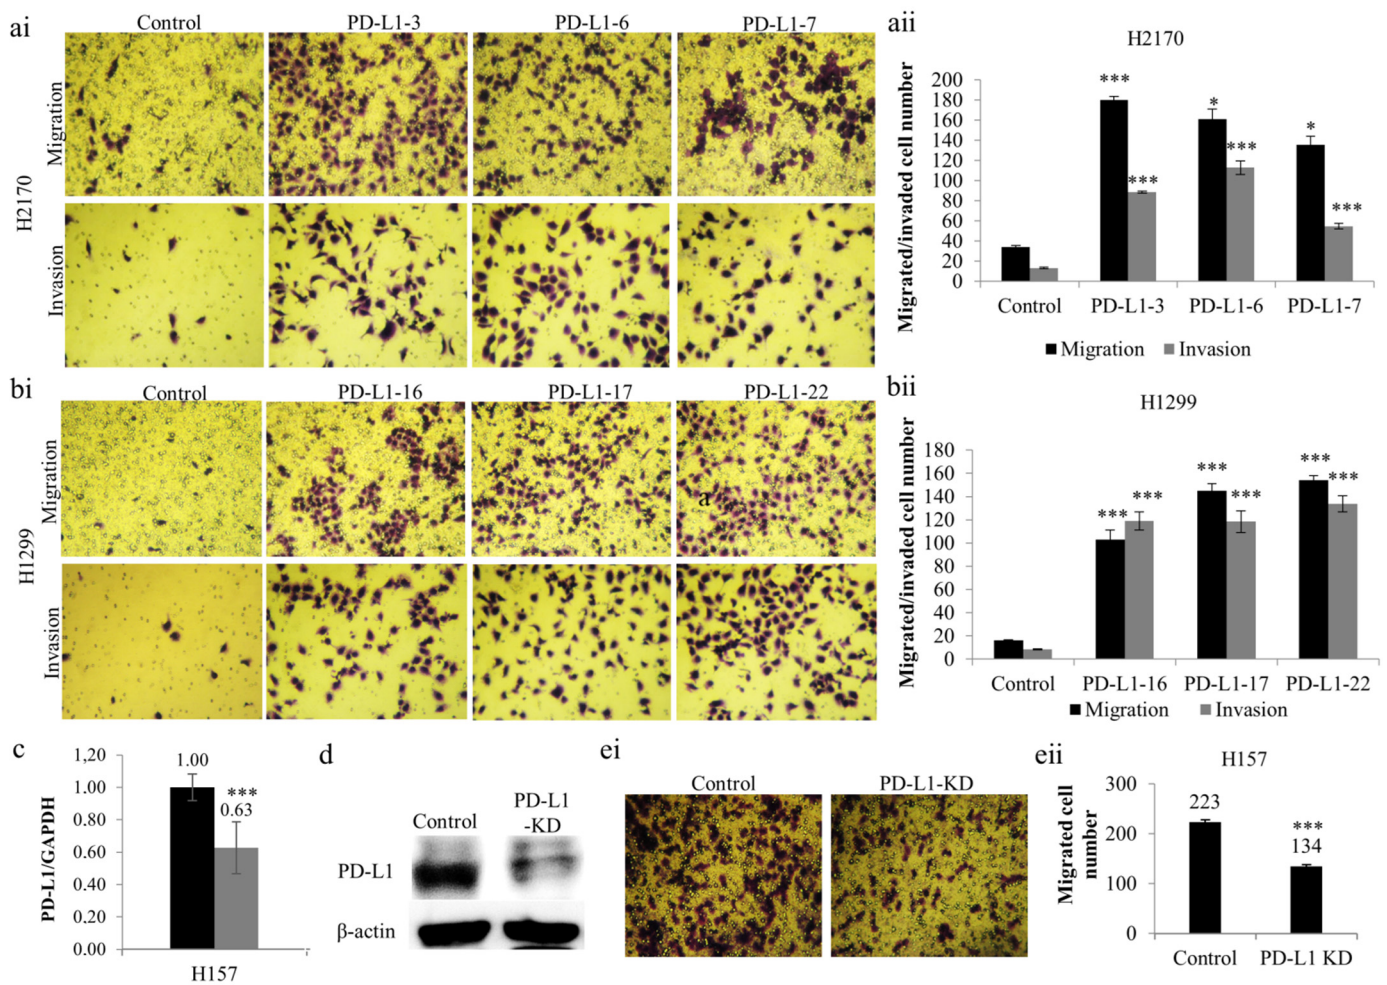 ai
Control PD-L1-3 PD-L1-6 PD-L1-7
H2170
Migration
Invasion
aii
H2170
Migrated/invaded cell number
200
180
160
140
120
100
80
60
40
20
0
***
*
***
***
*
***
Control PD-L1-3 PD-L1-6 PD-L1-7
Migration Invasion
bi
Control PD-L1-16 PD-L1-17 PD-L1-22
H1299
Migration
a
Invasion
bii
H1299
Migrated/invaded cell number
180
160
140
120
100
80
60
40
20
0
***
***
***
***
***
***
Control PD-L1-16 PD-L1-17 PD-L1-22
Migration Invasion
c
PD-L1/GAPDH
1,20
1.00
0.80
0.60
0.40
0.20
0.00
1.00
***
0.63
H157
d
Control PD-L1
-KD
PD-L1
β-actin
ei
Control PD-L1-KD
eii
H157
Migrated cell
number
300
200
100
0
223
***
134
Control PD-L1 KD